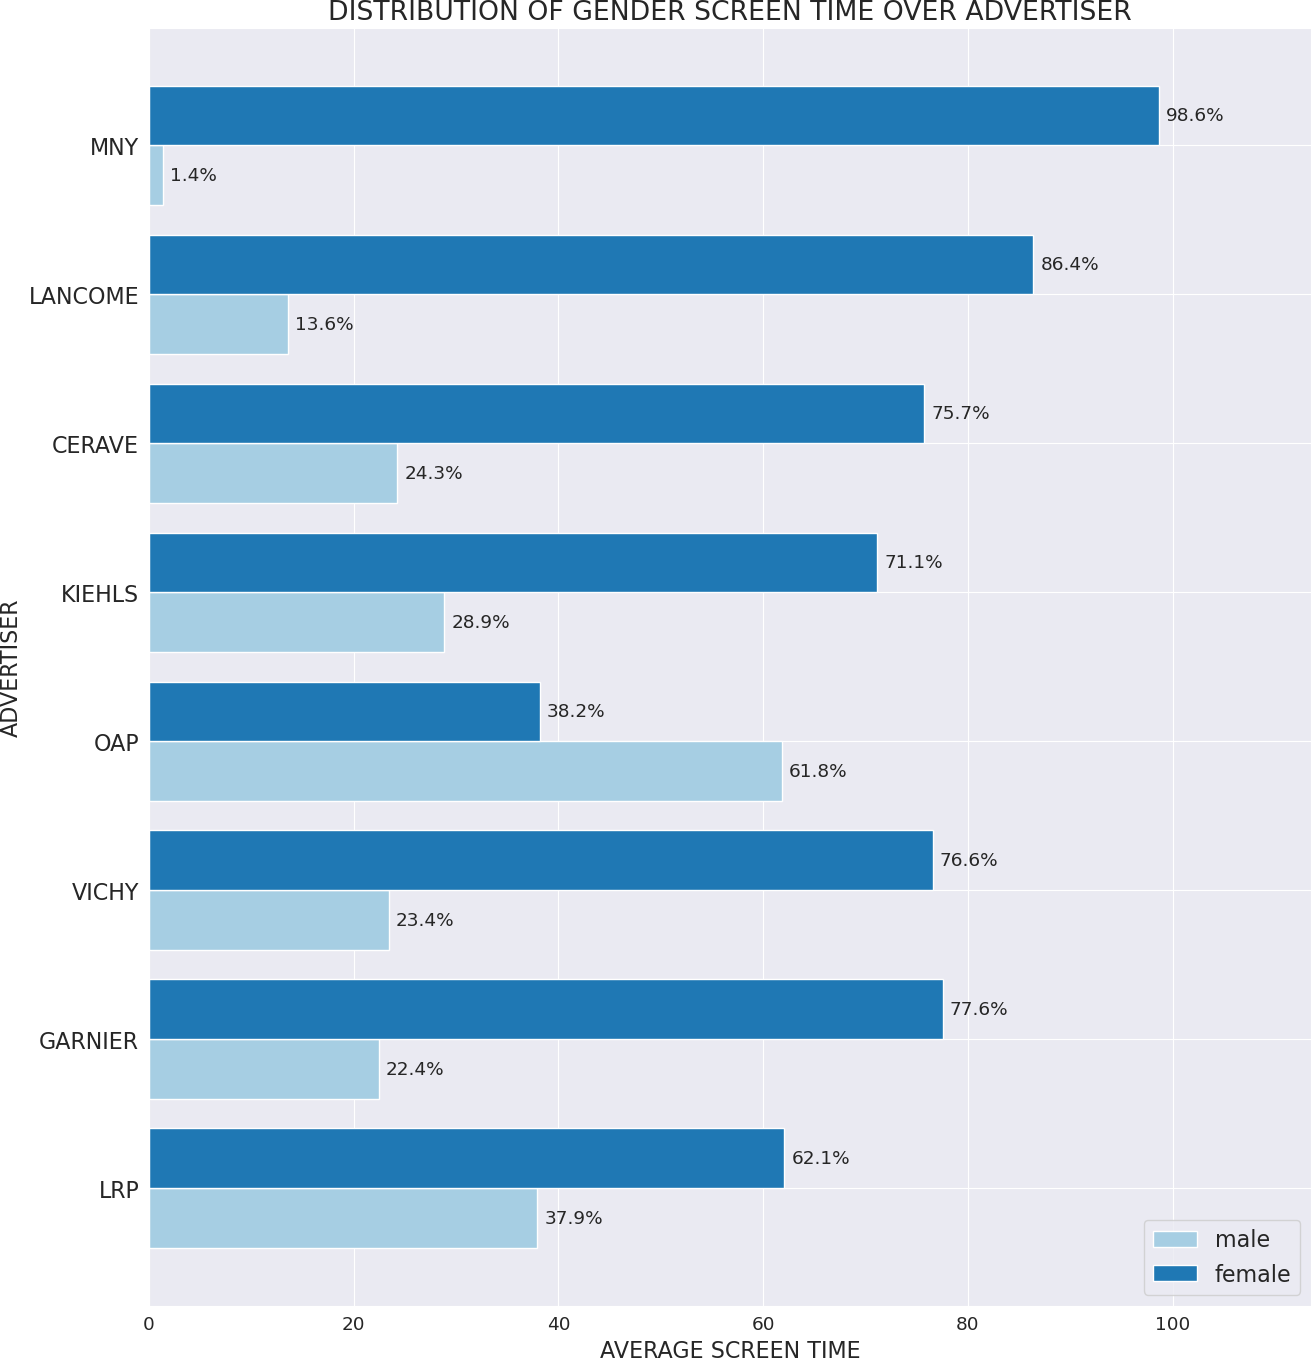 DISTRIBUTION OF GENDER SCREEN TIME OVER ADVERTISER
ADVERTISER
MNY
98.6%
1.4%
LANCOME
86.4%
13.6%
CERAVE
75.7%
24.3%
KIEHLS
71.1%
28.9%
OAP
38.2%
61.8%
VICHY
76.6%
23.4%
GARNIER
77.6%
22.4%
LRP
62.1%
37.9%
male
female
0 20 40 60 80 100
AVERAGE SCREEN TIME